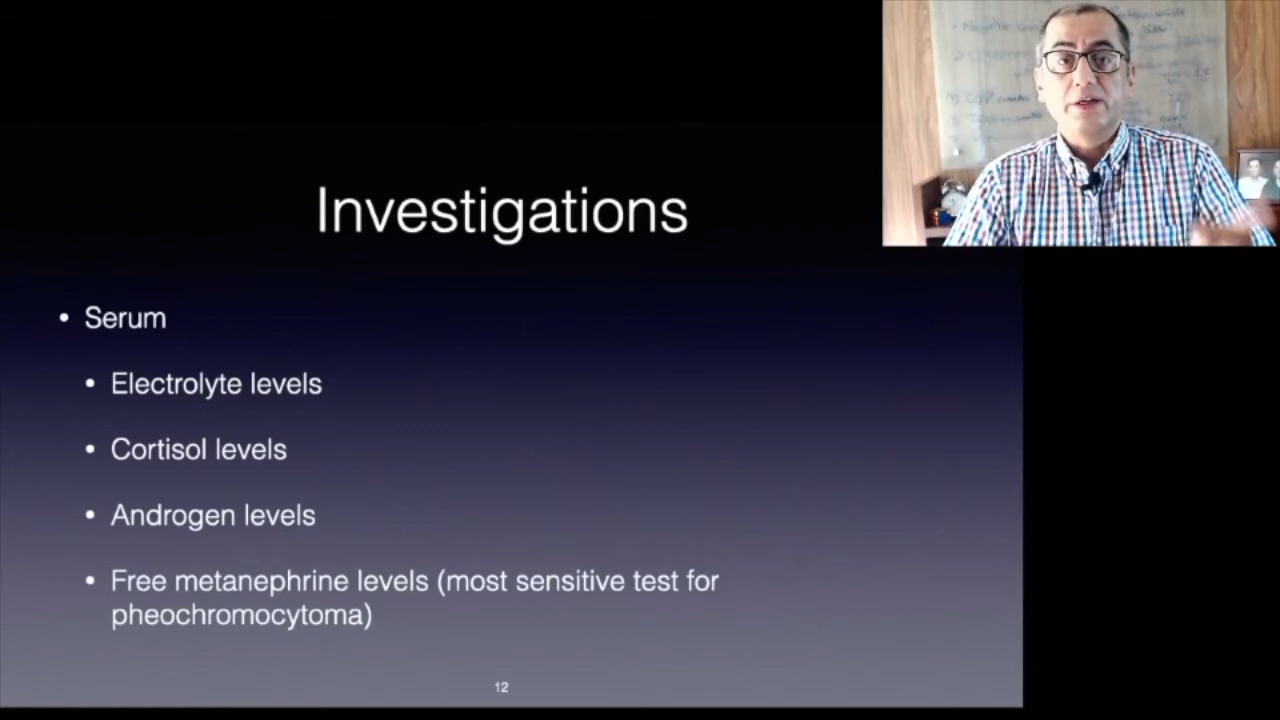 Investigations
• Serum
• Electrolyte levels
• Cortisol levels
• Androgen levels
• Free metanephrine levels (most sensitive test for
pheochromocytoma)
12